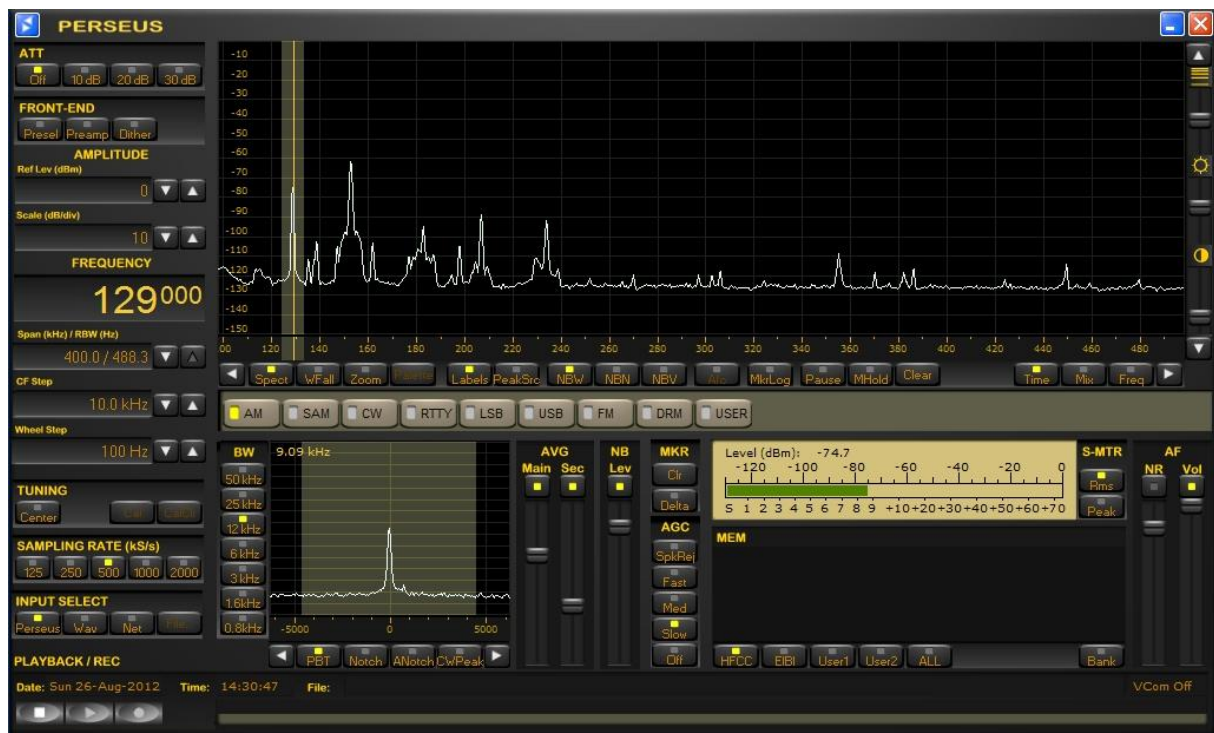 PERSEUS
ATT
Off 10 dB 20 dB 30 dB
FRONT-END
Presel Preamp Dither
AMPLITUDE
Ref Lev (dBm)
0
Scale (dB/div)
10
FREQUENCY
129000
Span (kHz) / RBW (Hz)
400.0 / 488.3
CF Step
10.0 kHz
Wheel Step
100 Hz
TUNING
Center Cal CalClr
SAMPLING RATE (kS/s)
125 250 500 1000 2000
INPUT SELECT
Perseus Wav Net
PLAYBACK / REC
-10
-20
-30
-40
-50
-60
-70
-80
-90
-100
-110
-120
-130
-140
-150
00 120 140 160 180 200 220 240 260 280 300 320 340 360 380 400 420 440 460 480
Spect WFall Zoom Labels PeakSrc NBW NBN NBV Afc MkrLog Pause MHold Clear Time Mix Freq
AM SAM CW RTTY LSB USB FM DRM USER
BW
50 kHz
25 kHz
12 kHz
6 kHz
3 kHz
1.6kHz
0.8kHz
9.09 kHz
-5000 0 5000
PBT Notch ANotch CWPeak
AVG
Main Sec
NB
Lev
MKR
Clr
Delta
AGC
SpkRej
Fast
Med
Slow
Off
Level (dBm): -74.7
-120 -100 -80 -60 -40 -20 0
S 1 2 3 4 5 6 7 8 9 +10+20+30+40+50+60+70
S-MTR
Rms
Peak
AF
NR Vol
MEM
HFCC EIBI User1 User2 ALL Bank
Date: Sun 26-Aug-2012 Time: 14:30:47 File: VCom Off